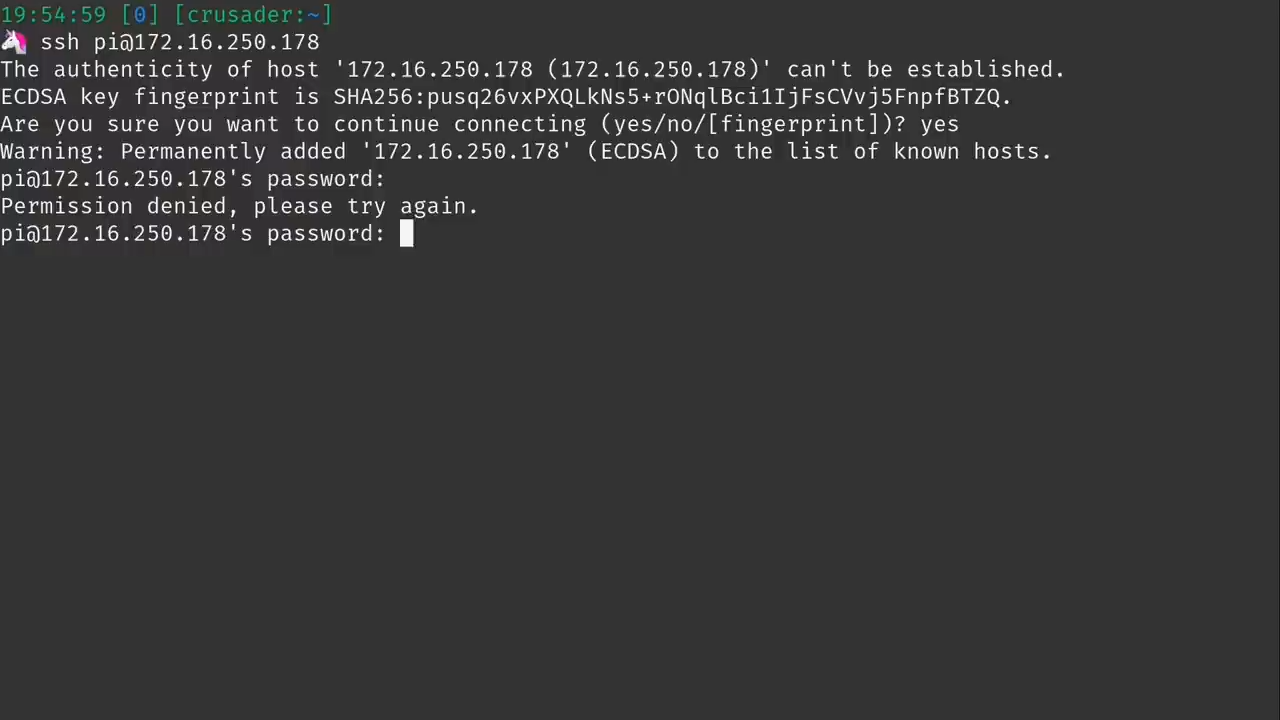 19:54:59 [0] [crusader:~]
🦄 ssh pi@172.16.250.178
The authenticity of host '172.16.250.178 (172.16.250.178)' can't be established.
ECDSA key fingerprint is SHA256:pusq26vxPXQLkNs5+rONqlBci1IjFsCVvj5FnpfBTZQ.
Are you sure you want to continue connecting (yes/no/[fingerprint])? yes
Warning: Permanently added '172.16.250.178' (ECDSA) to the list of known hosts.
pi@172.16.250.178's password:
Permission denied, please try again.
pi@172.16.250.178's password: